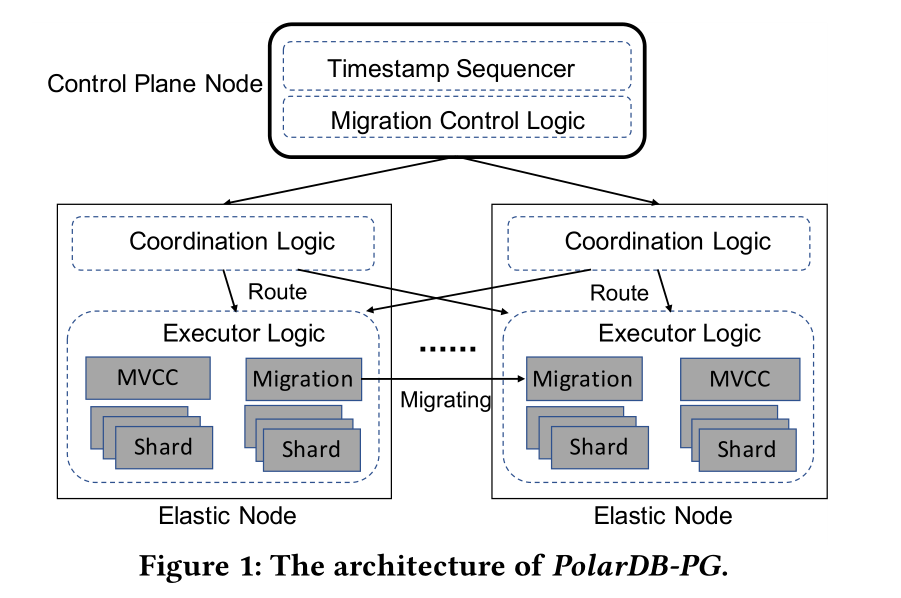 Control Plane Node
Timestamp Sequencer
Migration Control Logic
Coordination Logic
Route
Executor Logic
MVCC
Migration
Shard
Shard
Elastic Node
......
Migrating
Coordination Logic
Route
Executor Logic
Migration
MVCC
Shard
Shard
Elastic Node
Figure 1: The architecture of PolarDB-PG.